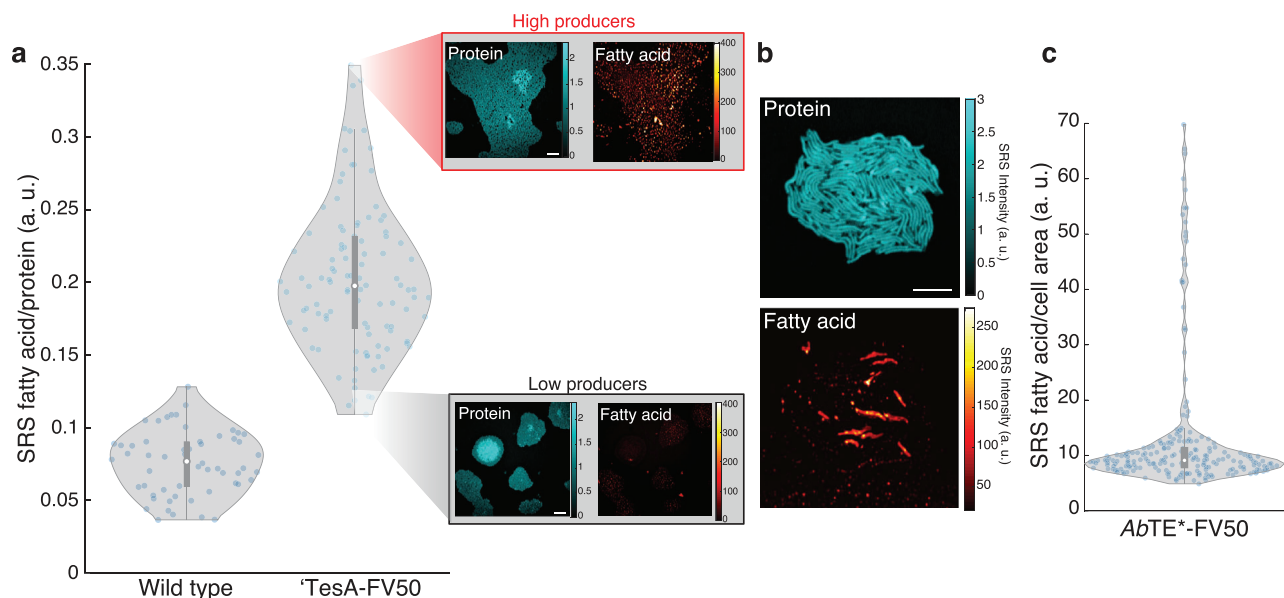 a
SRS fatty acid/protein (a. u.)
0.35
0.3
0.25
0.2
0.15
0.1
0.05
0
Wild type
‘TesA-FV50
High producers
Protein
2
1.5
1
0.5
0
Fatty acid
400
300
200
100
0
Low producers
Protein
2
1.5
1
0.5
0
Fatty acid
400
300
200
100
0
b
Protein
3
2.5
2
1.5
1
0.5
0
SRS Intensity (a. u.)
Fatty acid
250
200
150
100
50
SRS Intensity (a. u.)
c
SRS fatty acid/cell area (a. u.)
70
60
50
40
30
20
10
0
AbTE*-FV50